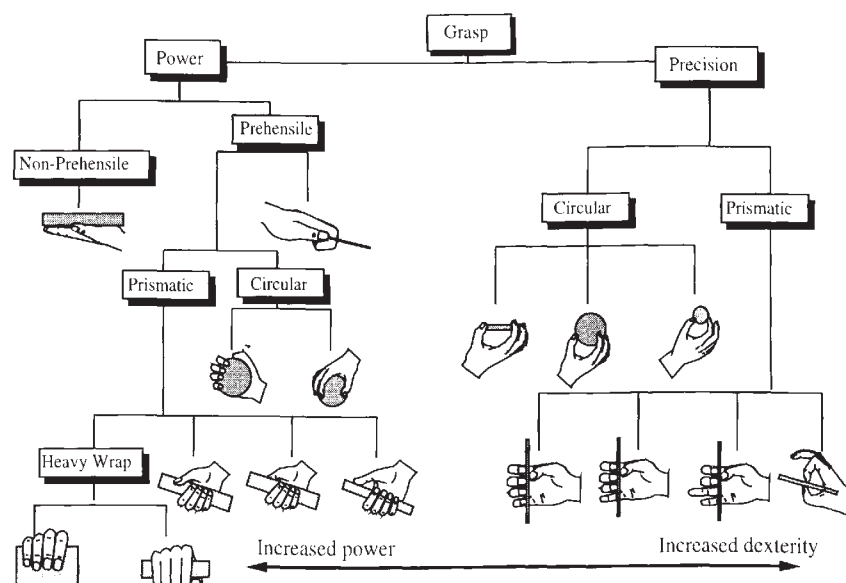 Grasp
Power
Precision
Prehensile
Non-Prehensile
Circular
Prismatic
Prismatic
Circular
Heavy Wrap
Increased power
Increased dexterity